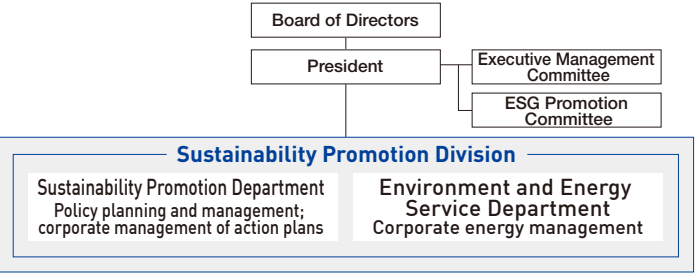 Board of Directors
President
Executive Management
Committee
ESG Promotion
Committee
Sustainability Promotion Division
Sustainability Promotion Department
Policy planning and management;
corporate management of action plans
Environment and Energy
Service Department
Corporate energy management